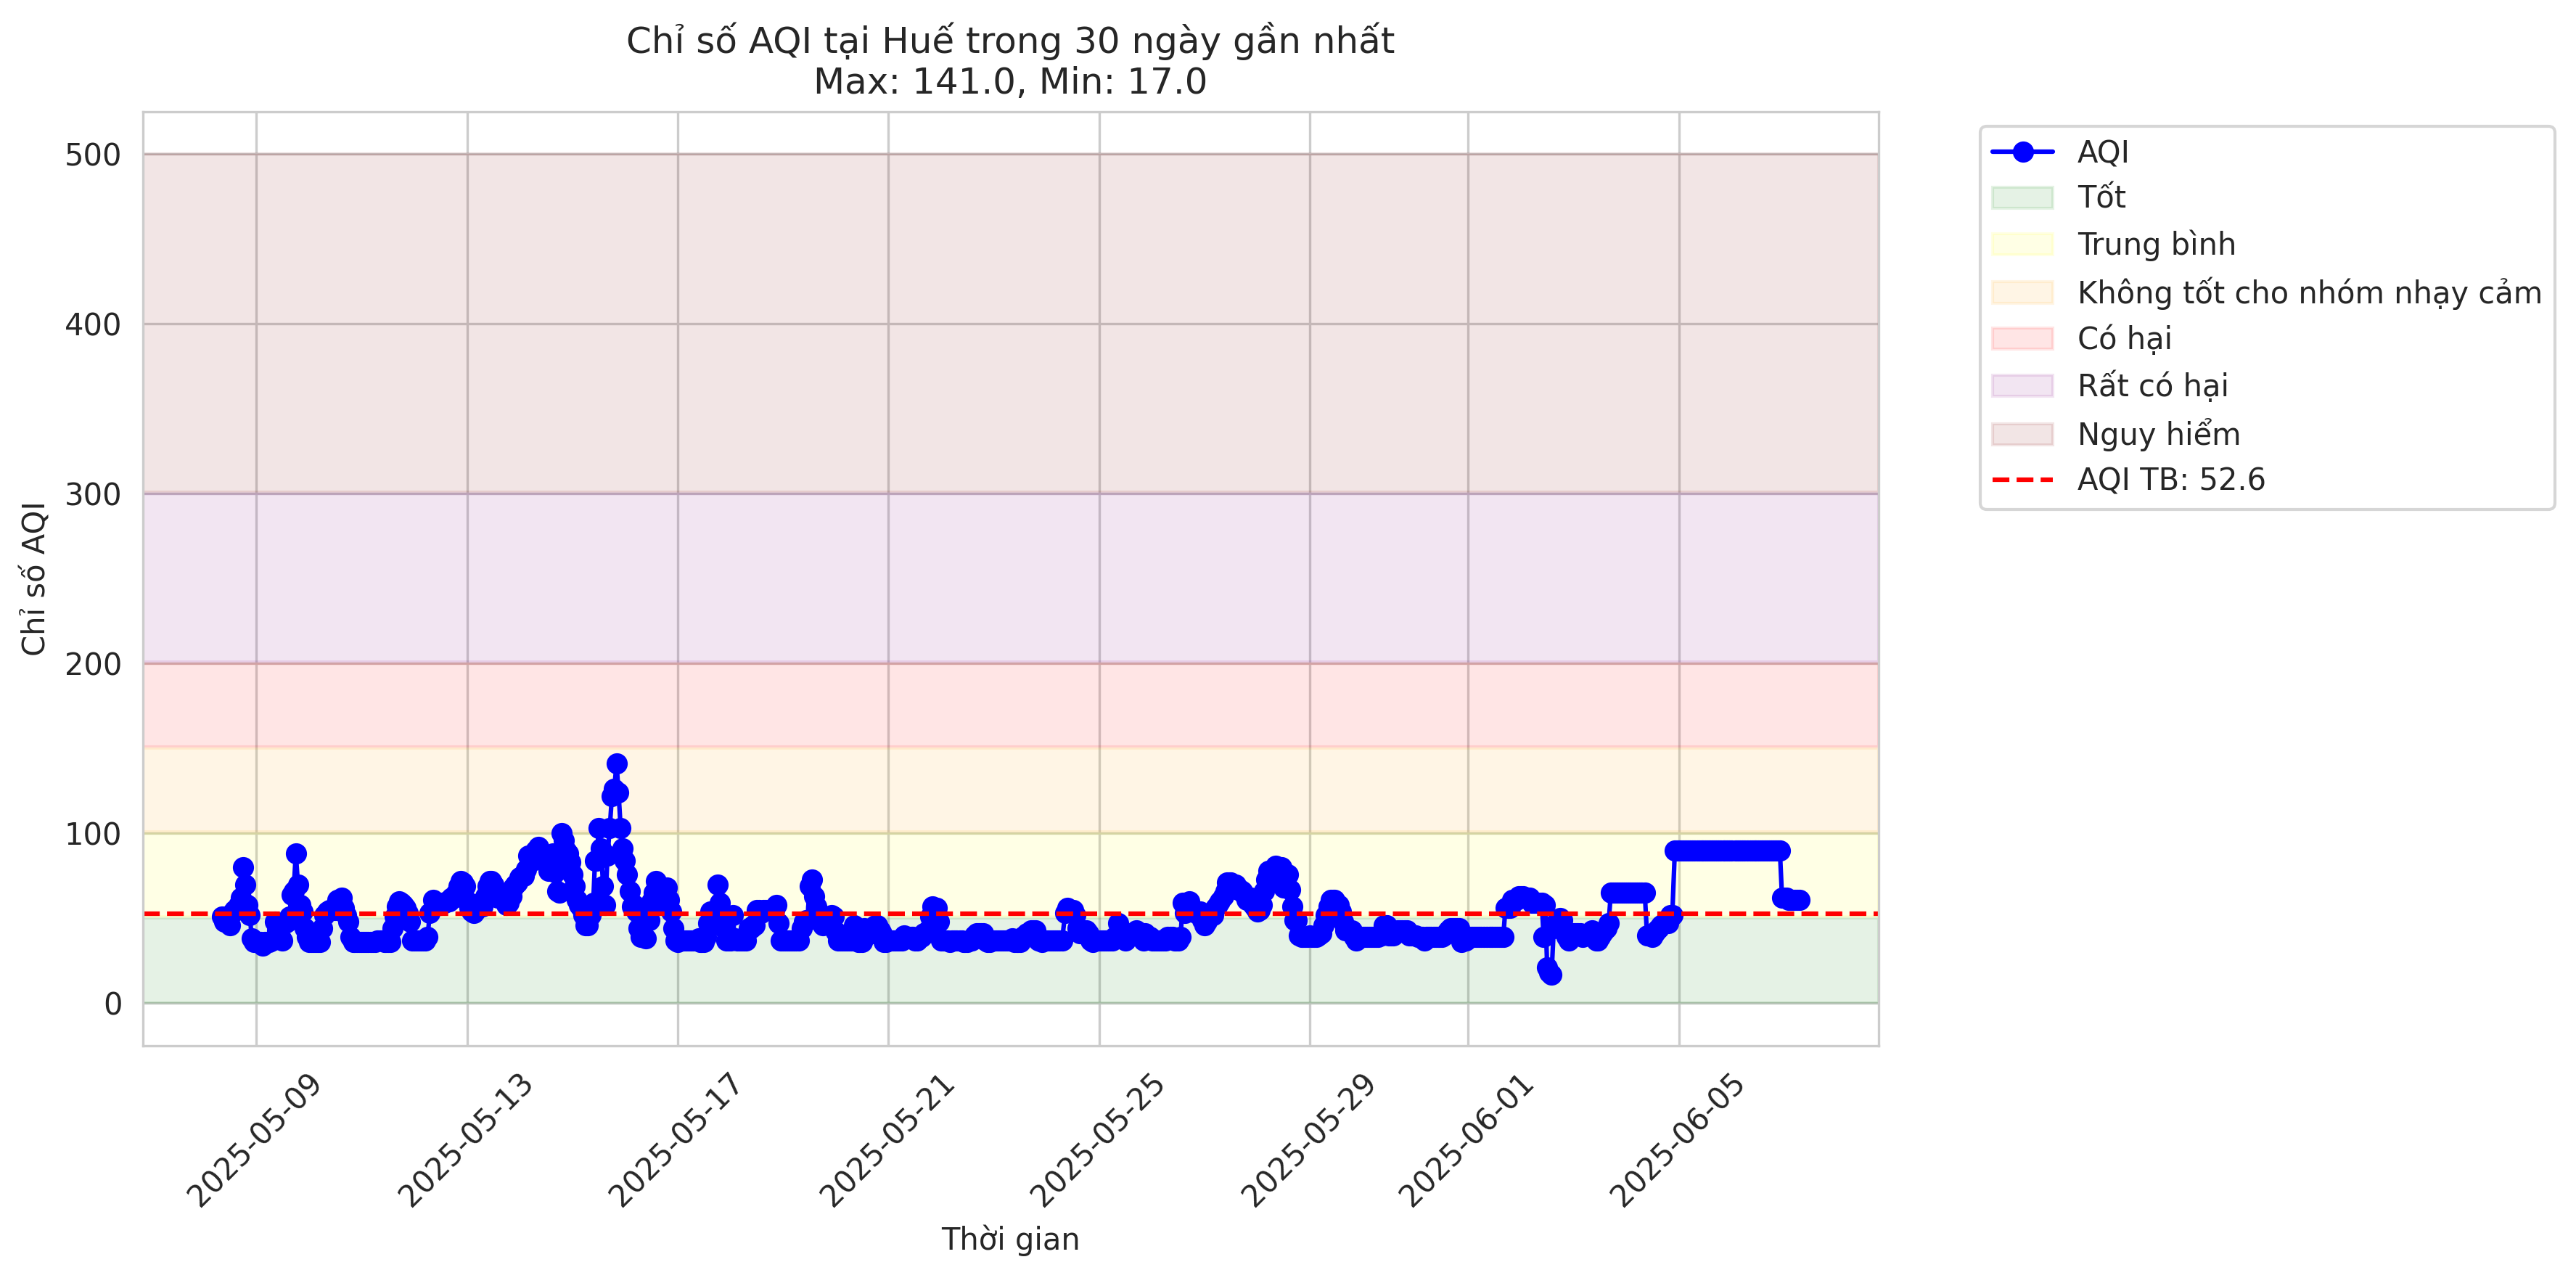 Chỉ số AQI tại Huế trong 30 ngày gần nhất
Max: 141.0, Min: 17.0
Chỉ số AQI
500
400
300
200
100
0
2025-05-09
2025-05-13
2025-05-17
2025-05-21
2025-05-25
2025-05-29
2025-06-01
2025-06-05
Thời gian
AQI
Tốt
Trung bình
Không tốt cho nhóm nhạy cảm
Có hại
Rất có hại
Nguy hiểm
AQI TB: 52.6